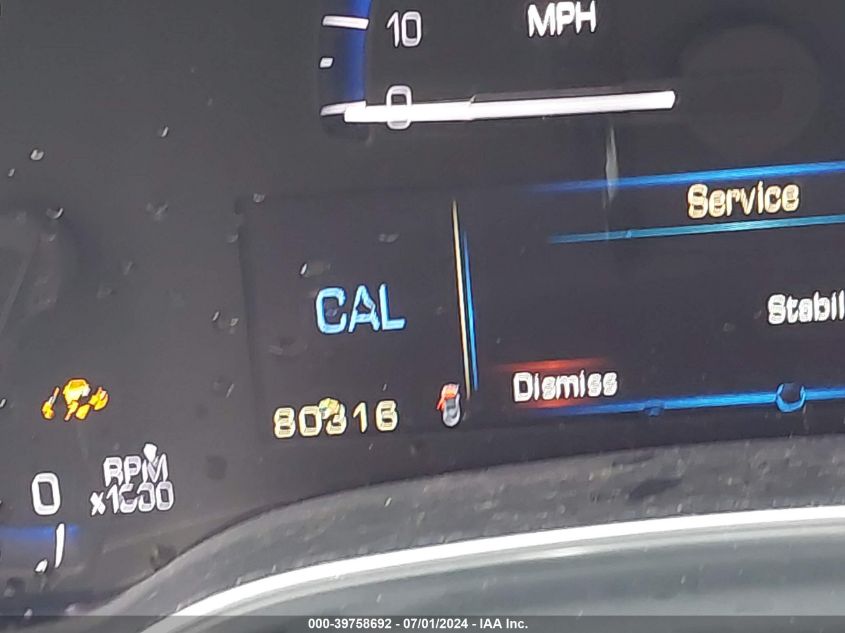 10
MPH
0
Service
CAL
Stabil
Dismiss
80316
0
RPM
x1000
000-39758692 - 07/01/2024 - IAA Inc.